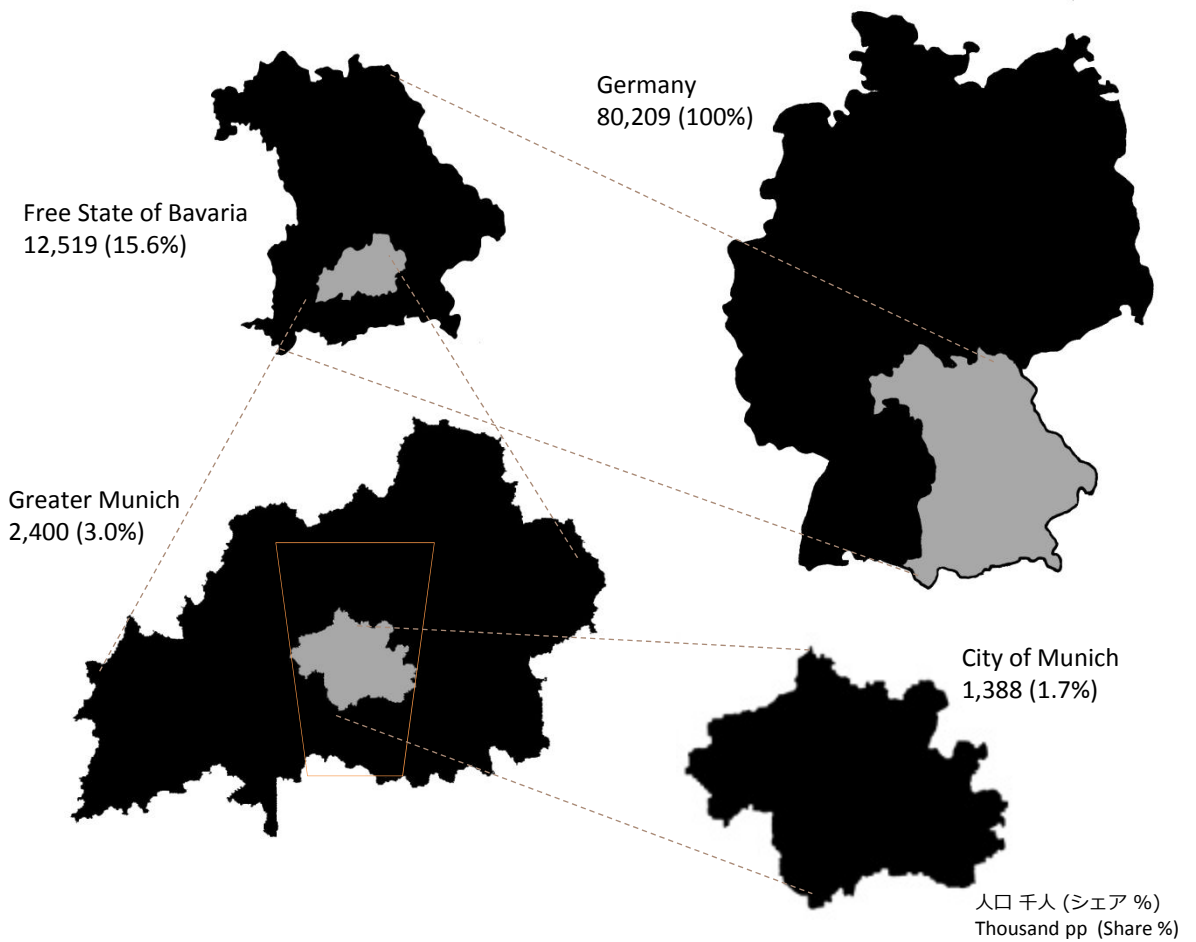 Germany
80,209 (100%)
Free State of Bavaria
12,519 (15.6%)
Greater Munich
2,400 (3.0%)
City of Munich
1,388 (1.7%)
人口 千人 (シェア %)
Thousand pp (Share %)